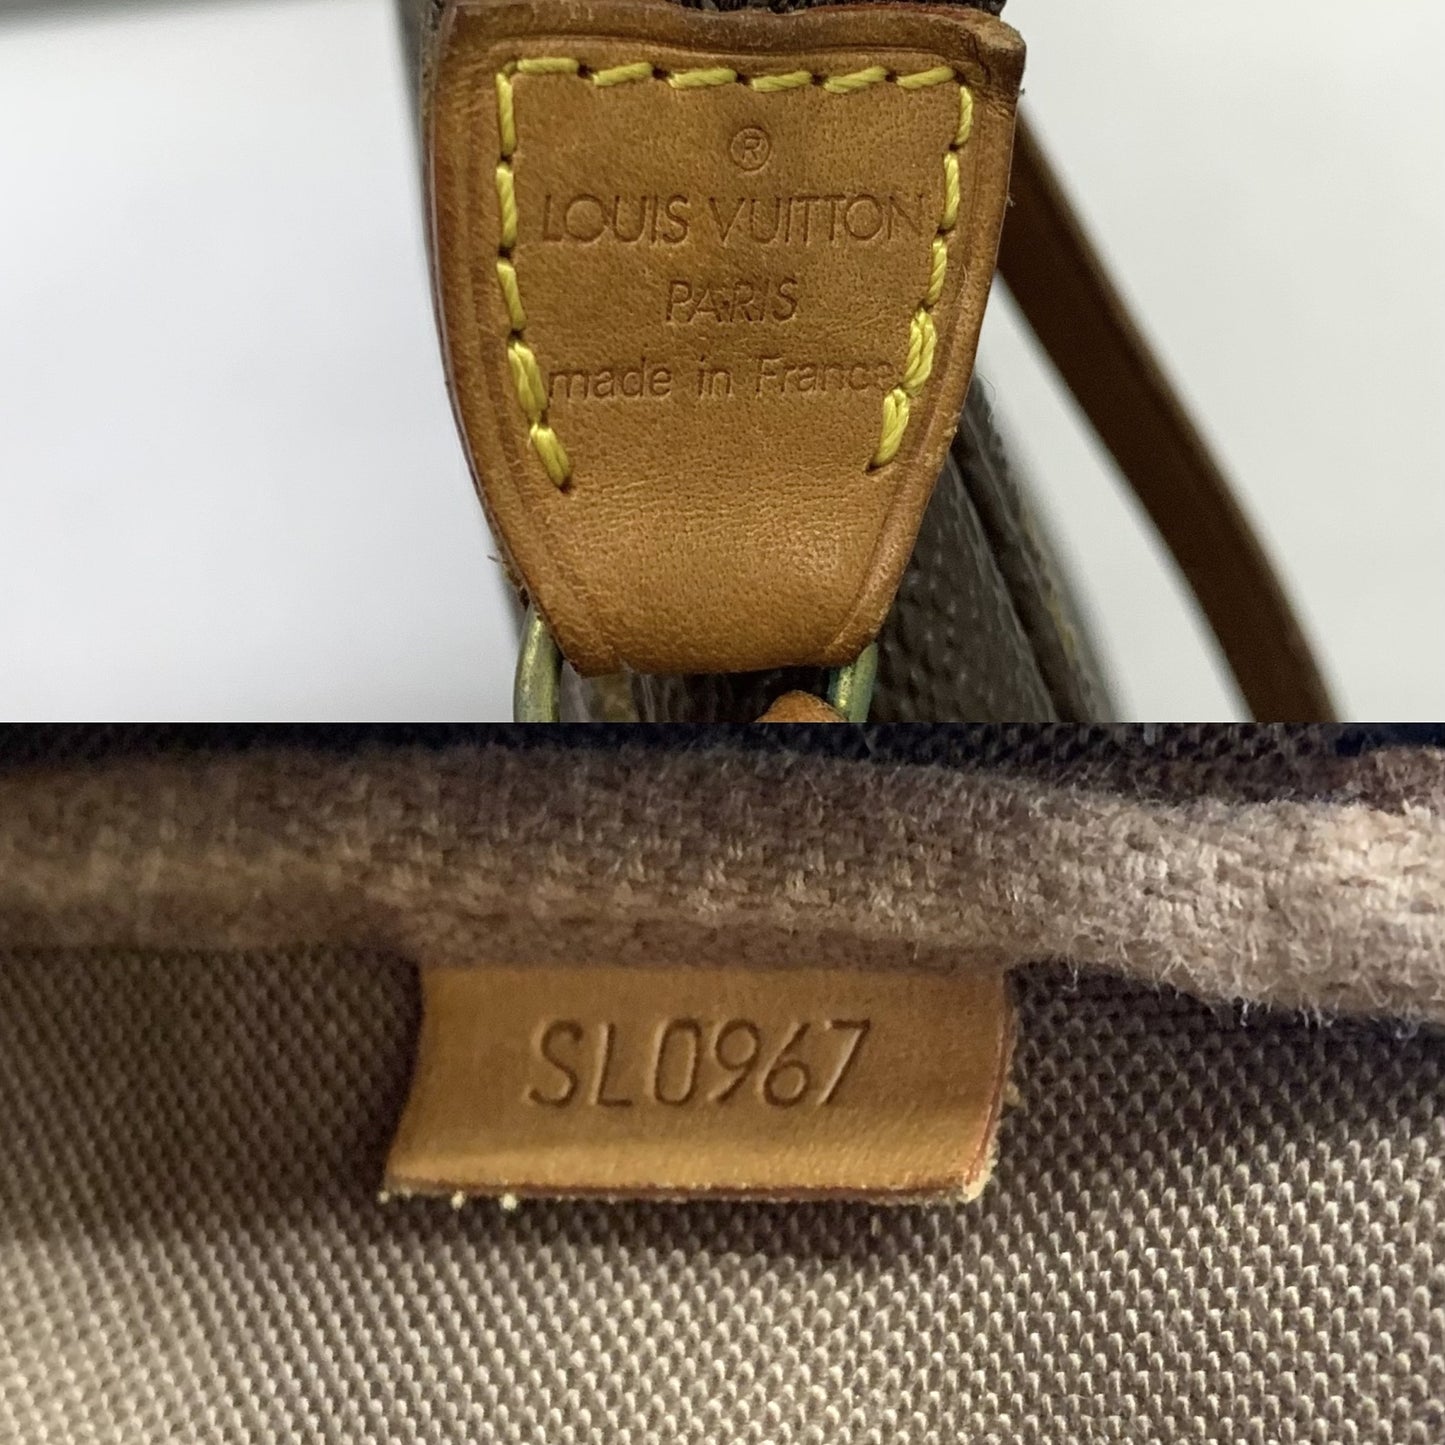 ®
LOUIS VUITTON
PARIS
made in France
SL0967